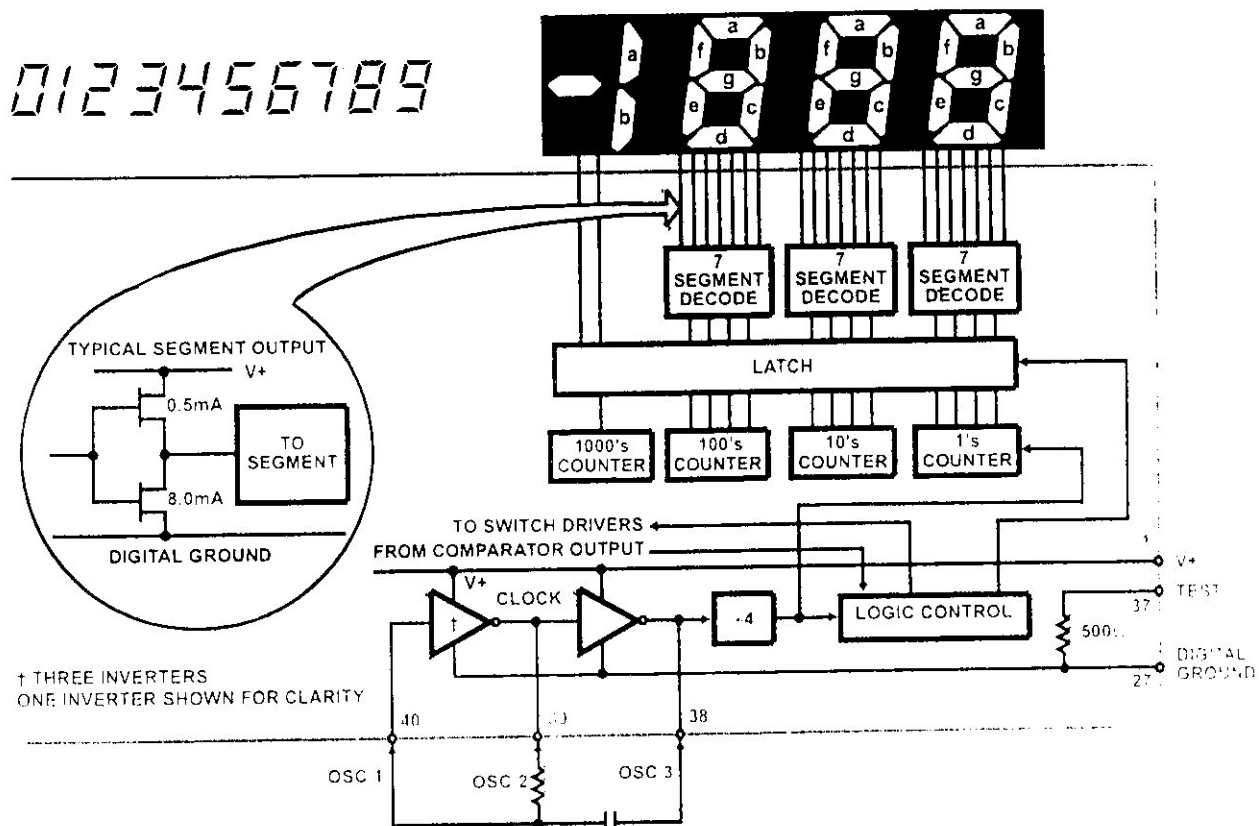 0123456789
a a a a
f b f b f b
g g g
b e c e c e c
d d d
7 SEGMENT DECODE
7 SEGMENT DECODE
7 SEGMENT DECODE
TYPICAL SEGMENT OUTPUT
V+
0.5mA
TO SEGMENT
8.0mA
DIGITAL GROUND
LATCH
1000's COUNTER
100's COUNTER
10's COUNTER
1's COUNTER
TO SWITCH DRIVERS
FROM COMPARATOR OUTPUT
V+
CLOCK
†
-4
LOGIC CONTROL
1
V+
TEST
37
500Ω
DIGITAL GROUND
27
† THREE INVERTERS
ONE INVERTER SHOWN FOR CLARITY
40
38
OSC 1
OSC 2
OSC 3